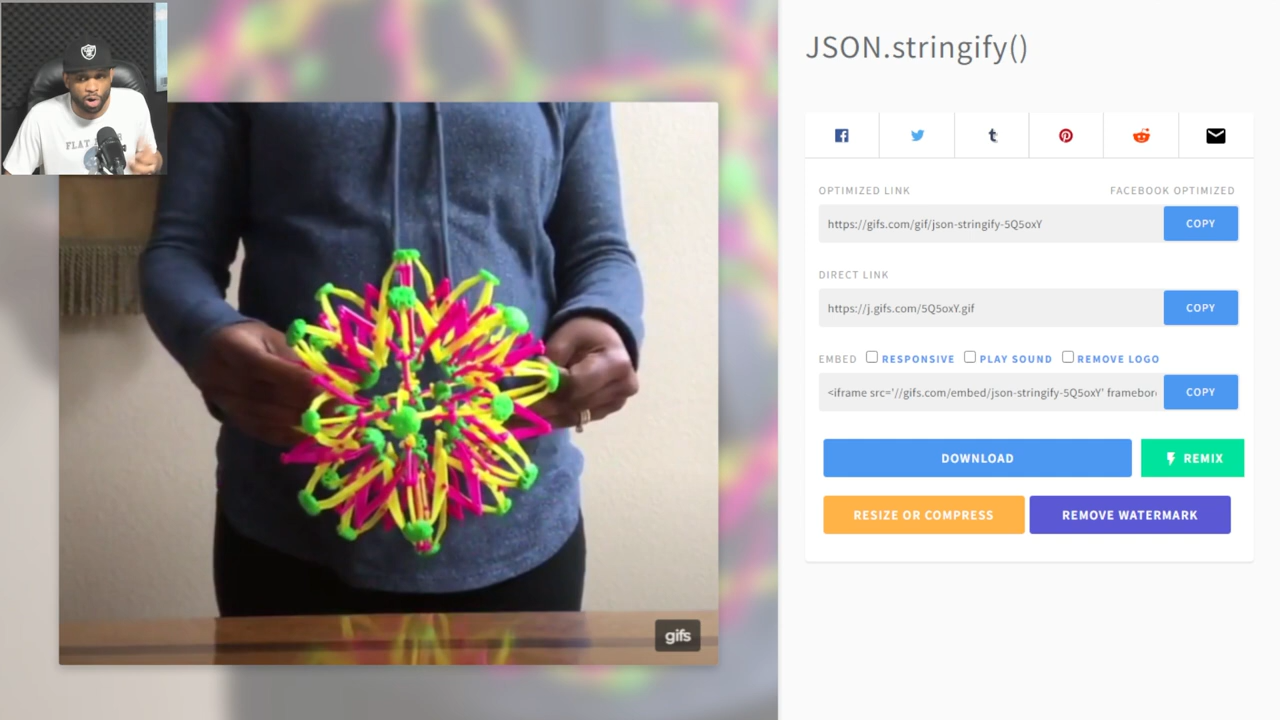 JSON.stringify()
OPTIMIZED LINK
FACEBOOK OPTIMIZED
https://gifs.com/gif/json-stringify-5Q5oxY
COPY
DIRECT LINK
https://j.gifs.com/5Q5oxY.gif
COPY
EMBED RESPONSIVE PLAY SOUND REMOVE LOGO
<iframe src='//gifs.com/embed/json-stringify-5Q5oxY' framebor
COPY
DOWNLOAD
REMIX
RESIZE OR COMPRESS
REMOVE WATERMARK
gifs
FLAT